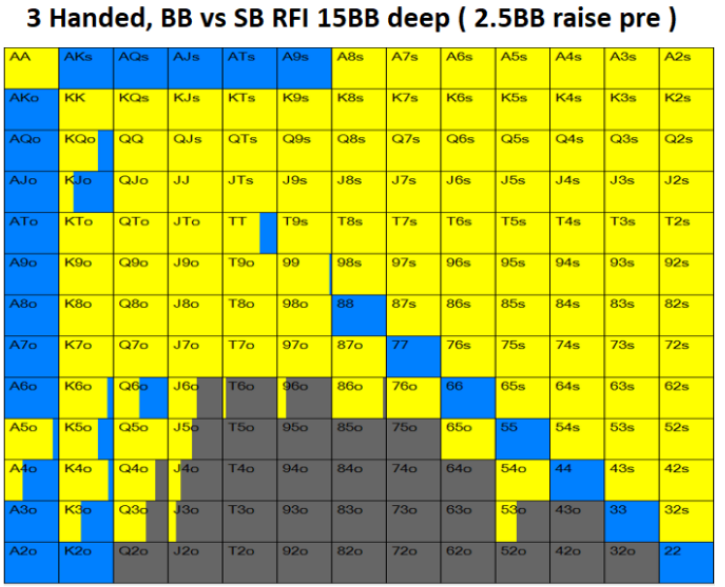 3 Handed, BB vs SB RFI 15BB deep ( 2.5BB raise pre )
AA AKs AQs AJs ATs A9s A8s A7s A6s A5s A4s A3s A2s
AKo KK KQs KJs KTs K9s K8s K7s K6s K5s K4s K3s K2s
AQo KQo QQ QJs QTs Q9s Q8s Q7s Q6s Q5s Q4s Q3s Q2s
AJo KJo QJo JJ JTs J9s J8s J7s J6s J5s J4s J3s J2s
ATo KTo QTo JTo TT T9s T8s T7s T6s T5s T4s T3s T2s
A9o K9o Q9o J9o T9o 99 98s 97s 96s 95s 94s 93s 92s
A8o K8o Q8o J8o T8o 98o 88 87s 86s 85s 84s 83s 82s
A7o K7o Q7o J7o T7o 97o 87o 77 76s 75s 74s 73s 72s
A6o K6o Q6o J6o T6o 96o 86o 76o 66 65s 64s 63s 62s
A5o K5o Q5o J5o T5o 95o 85o 75o 65o 55 54s 53s 52s
A4o K4o Q4o J4o T4o 94o 84o 74o 64o 54o 44 43s 42s
A3o K3o Q3o J3o T3o 93o 83o 73o 63o 53o 43o 33 32s
A2o K2o Q2o J2o T2o 92o 82o 72o 62o 52o 42o 32o 22